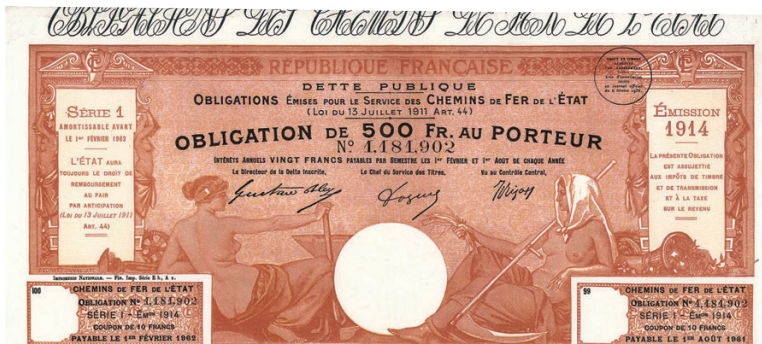 RÉPUBLIQUE FRANÇAISE
DETTE PUBLIQUE
OBLIGATIONS ÉMISES POUR LE SERVICE DES CHEMINS DE FER DE L'ÉTAT
(LOI DU 13 JUILLET 1911 ART. 44)
OBLIGATION DE 500 FR. AU PORTEUR
Nº 1.181.902
INTÉRÊTS ANNUELS VINGT FRANCS PAYABLES PAR SEMESTRE LES 1er FÉVRIER ET 1er AOUT DE CHAQUE ANNÉE
Le Directeur de la Dette Inscrite,
Le Chef du Service des Titres,
Vu au Contrôle Central,
SÉRIE 1
AMORTISSABLE AVANT
LE 1er FÉVRIER 1963
L'ÉTAT AURA
TOUJOURS LE DROIT DE
REMBOURSEMENT
AU PAIR
PAR ANTICIPATION
(LOI DU 13 JUILLET 1911
ART. 44)
ÉMISSION
1914
LA PRÉSENTE OBLIGATION
EST ASSUJETTIE
AUX IMPÔTS DE TIMBRE
ET DE TRANSMISSION
ET À LA TAXE
SUR LE REVENU
IMPRIMERIE NATIONALE. — Fin. Imp. Série E b, A v.
100
CHEMINS DE FER DE L'ÉTAT
OBLIGATION Nº 1.181.902
SÉRIE 1 - ÉMon 1914
COUPON DE 10 FRANCS
PAYABLE LE 1ER FÉVRIER 1962
99
CHEMINS DE FER DE L'ÉTAT
OBLIGATION Nº 1.181.902
SÉRIE 1 - ÉMon 1914
COUPON DE 10 FRANCS
PAYABLE LE 1ER AOUT 1961